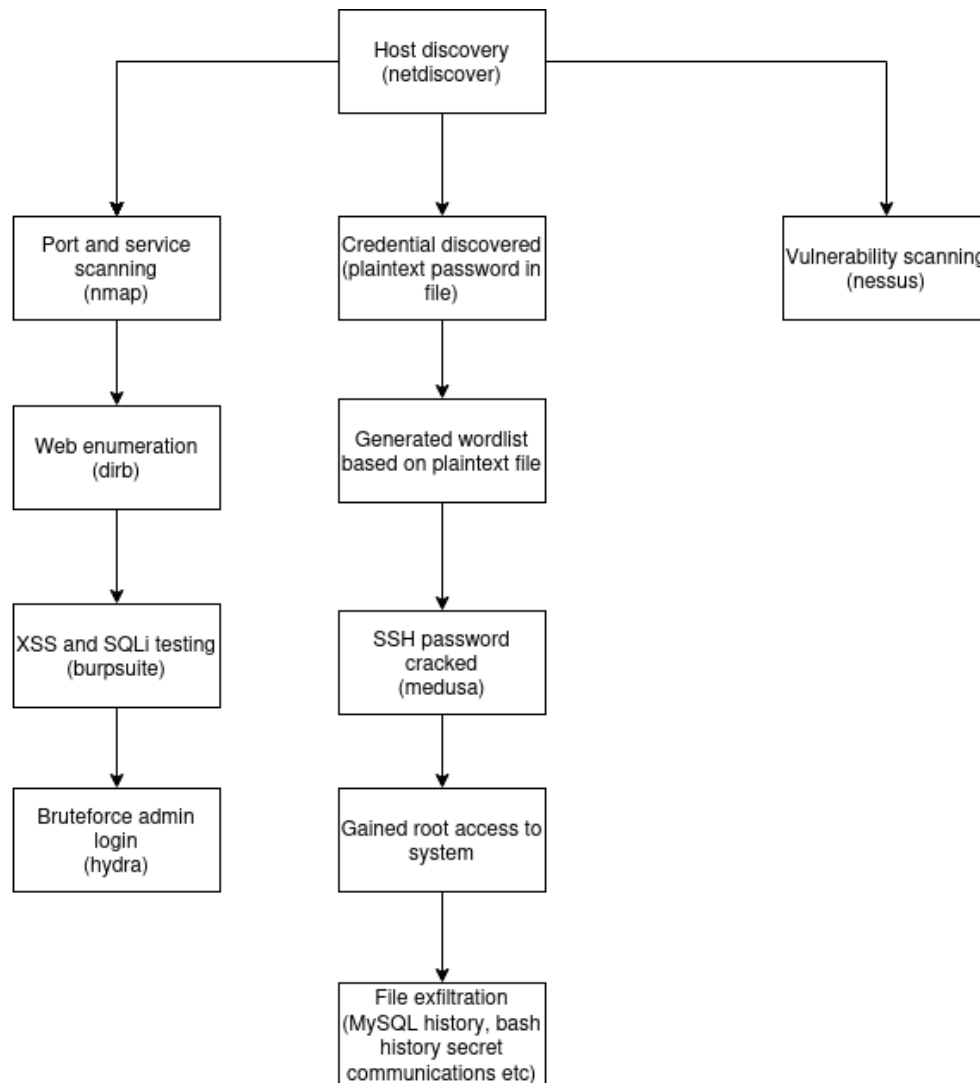 Host discovery
(netdiscover)
Port and service
scanning
(nmap)
Credential discovered
(plaintext password in
file)
Vulnerability scanning
(nessus)
Web enumeration
(dirb)
Generated wordlist
based on plaintext file
XSS and SQLi testing
(burpsuite)
SSH password
cracked
(medusa)
Bruteforce admin
login
(hydra)
Gained root access to
system
File exfiltration
(MySQL history, bash
history secret
communications etc)